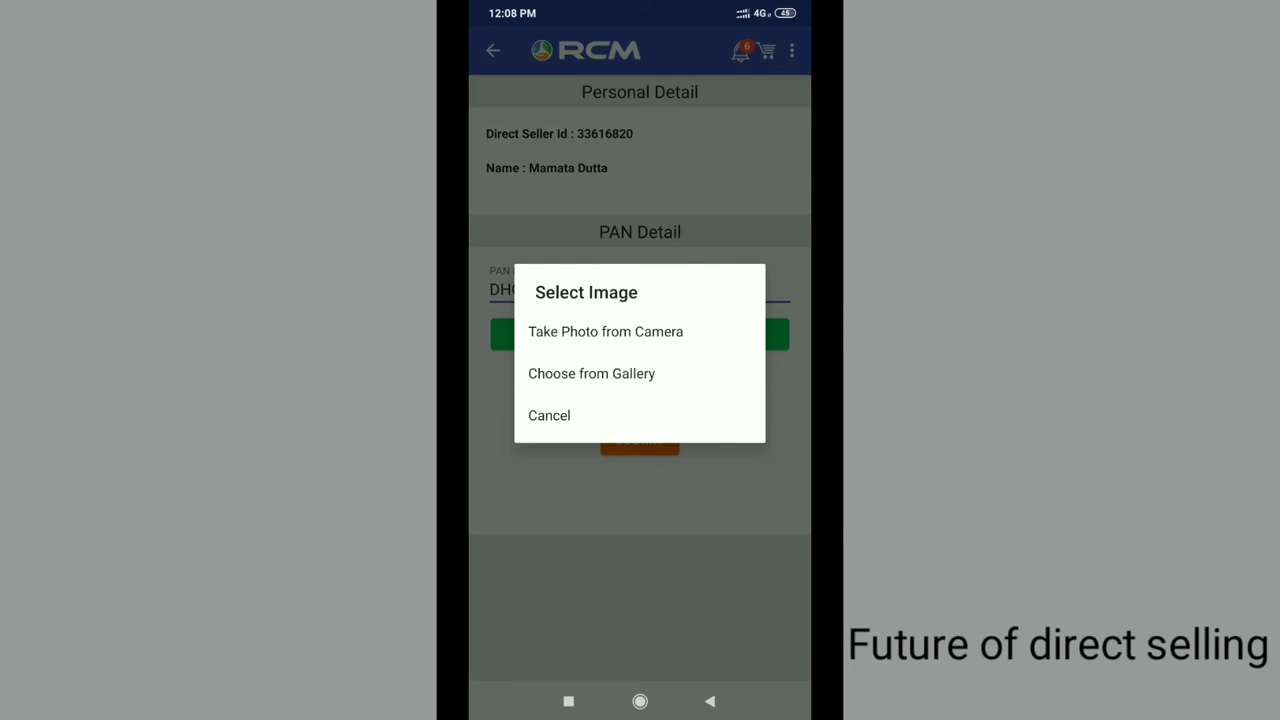 12:08 PM
4G
45
RCM
6
Personal Detail
Direct Seller Id : 33616820
Name : Mamata Dutta
PAN Detail
PAN
Select Image
Take Photo from Camera
Choose from Gallery
Cancel
Future of direct selling